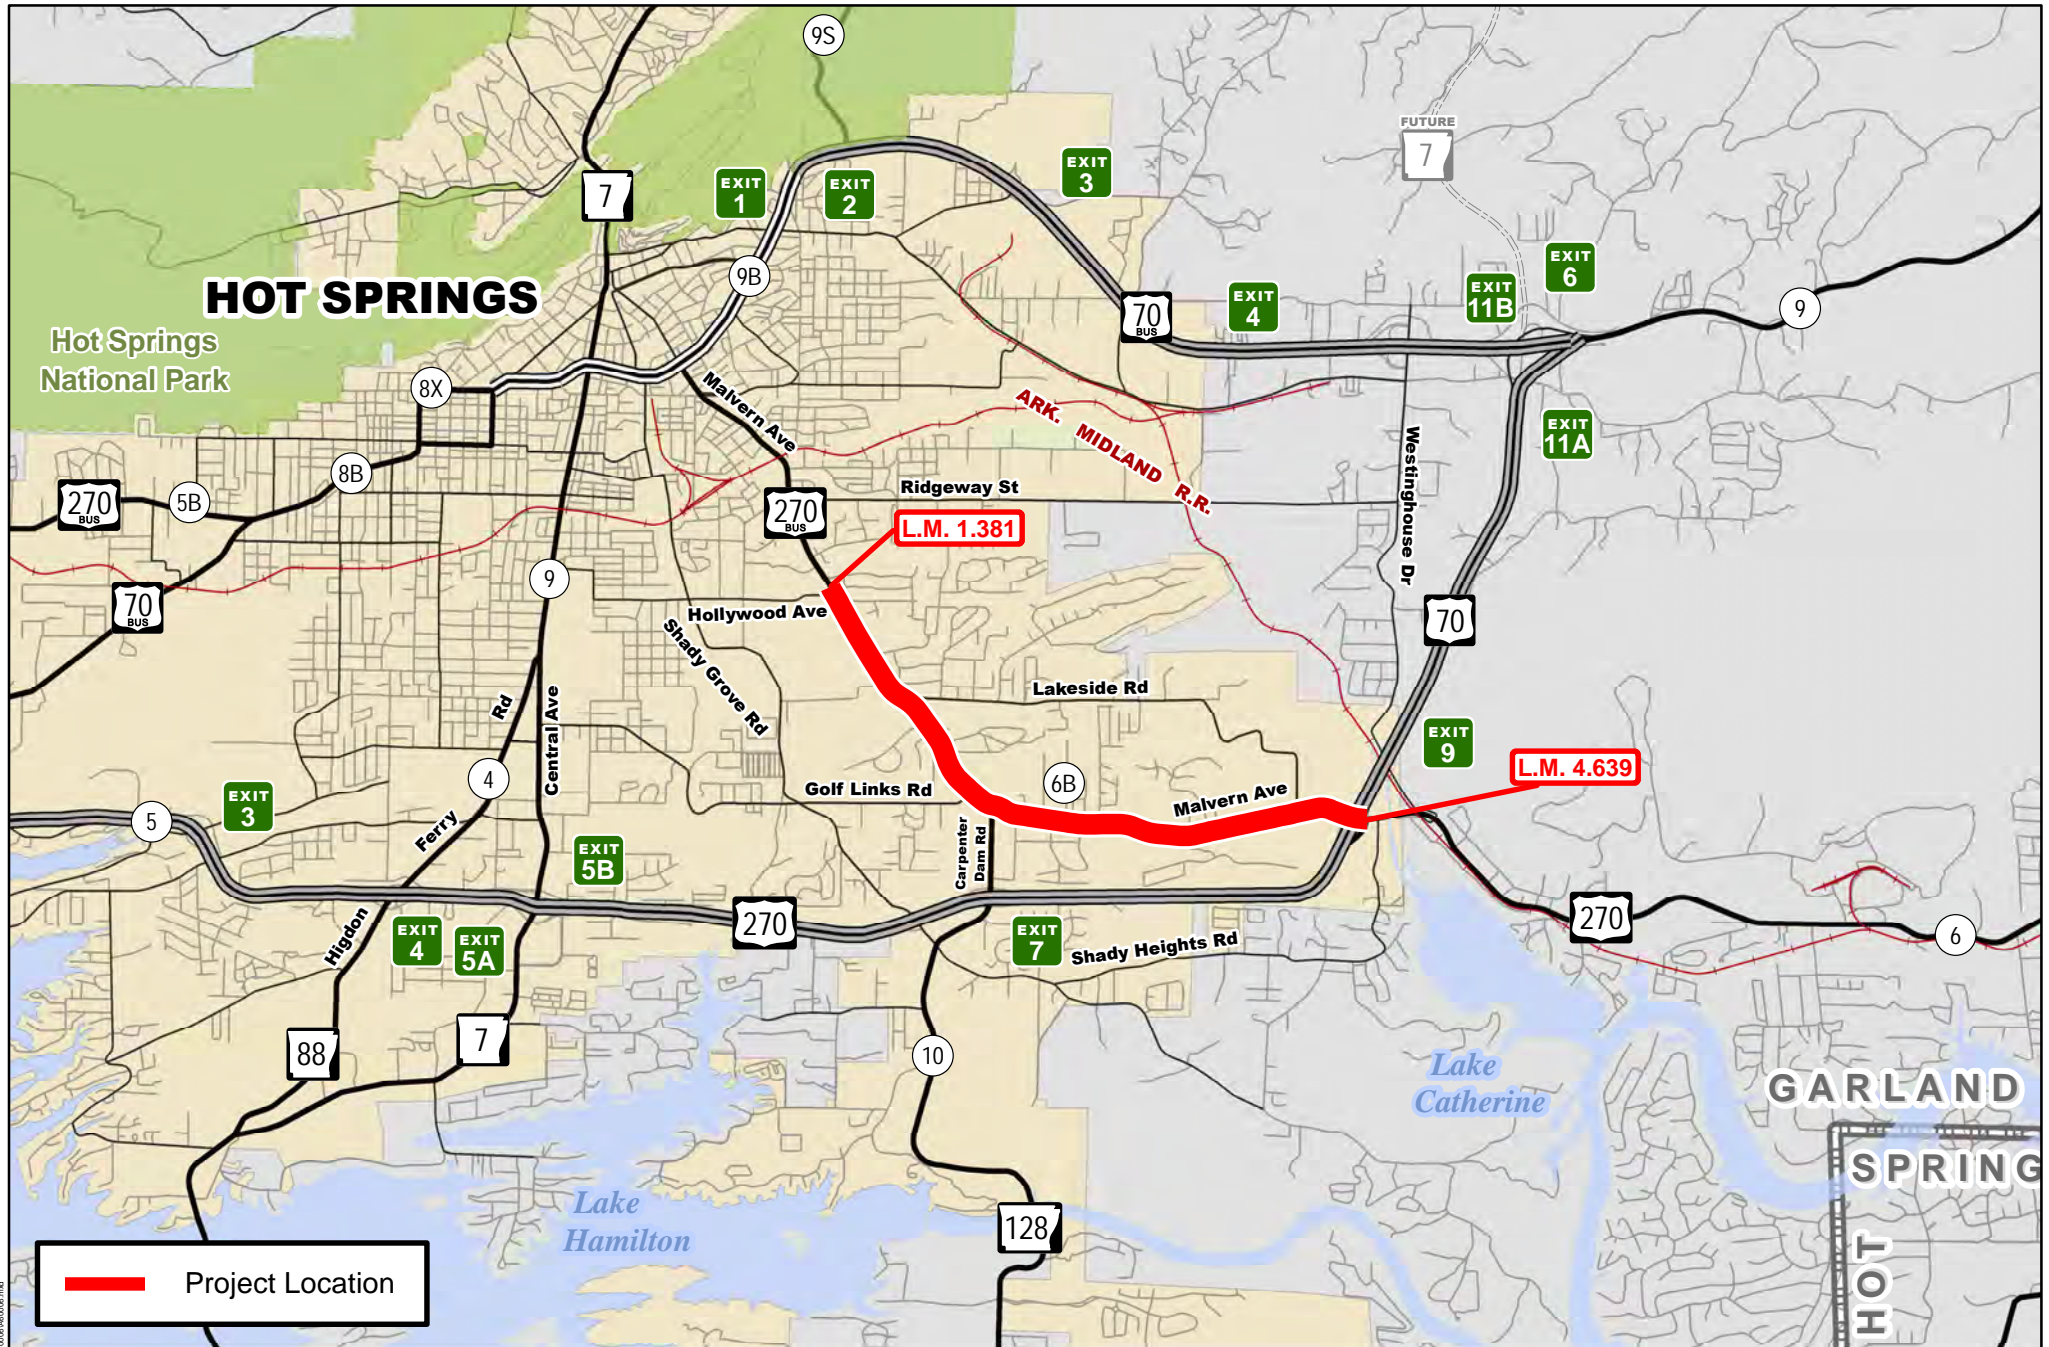 9S
FUTURE
7
EXIT
3
EXIT
1
EXIT
2
7
EXIT
6
9B
EXIT
11B
HOT SPRINGS
EXIT
4
9
70
BUS
Hot Springs
National Park
8X
Malvern Ave
ARK. MIDLAND R.R.
EXIT
11A
Westinghouse Dr
8B
270
BUS
5B
Ridgeway St
270
BUS
L.M. 1.381
9
70
BUS
Hollywood Ave
70
Shady Grove Rd
Lakeside Rd
Rd
Central Ave
EXIT
9
L.M. 4.639
4
6B
Golf Links Rd
Malvern Ave
EXIT
3
5
Ferry
Carpenter
Dam Rd
EXIT
5B
270
270
Higdon
EXIT
4
EXIT
5A
EXIT
7
Shady Heights Rd
6
88
7
10
Lake
Catherine
GARLAND
SPRING
HOT
Lake
Hamilton
128
Project Location